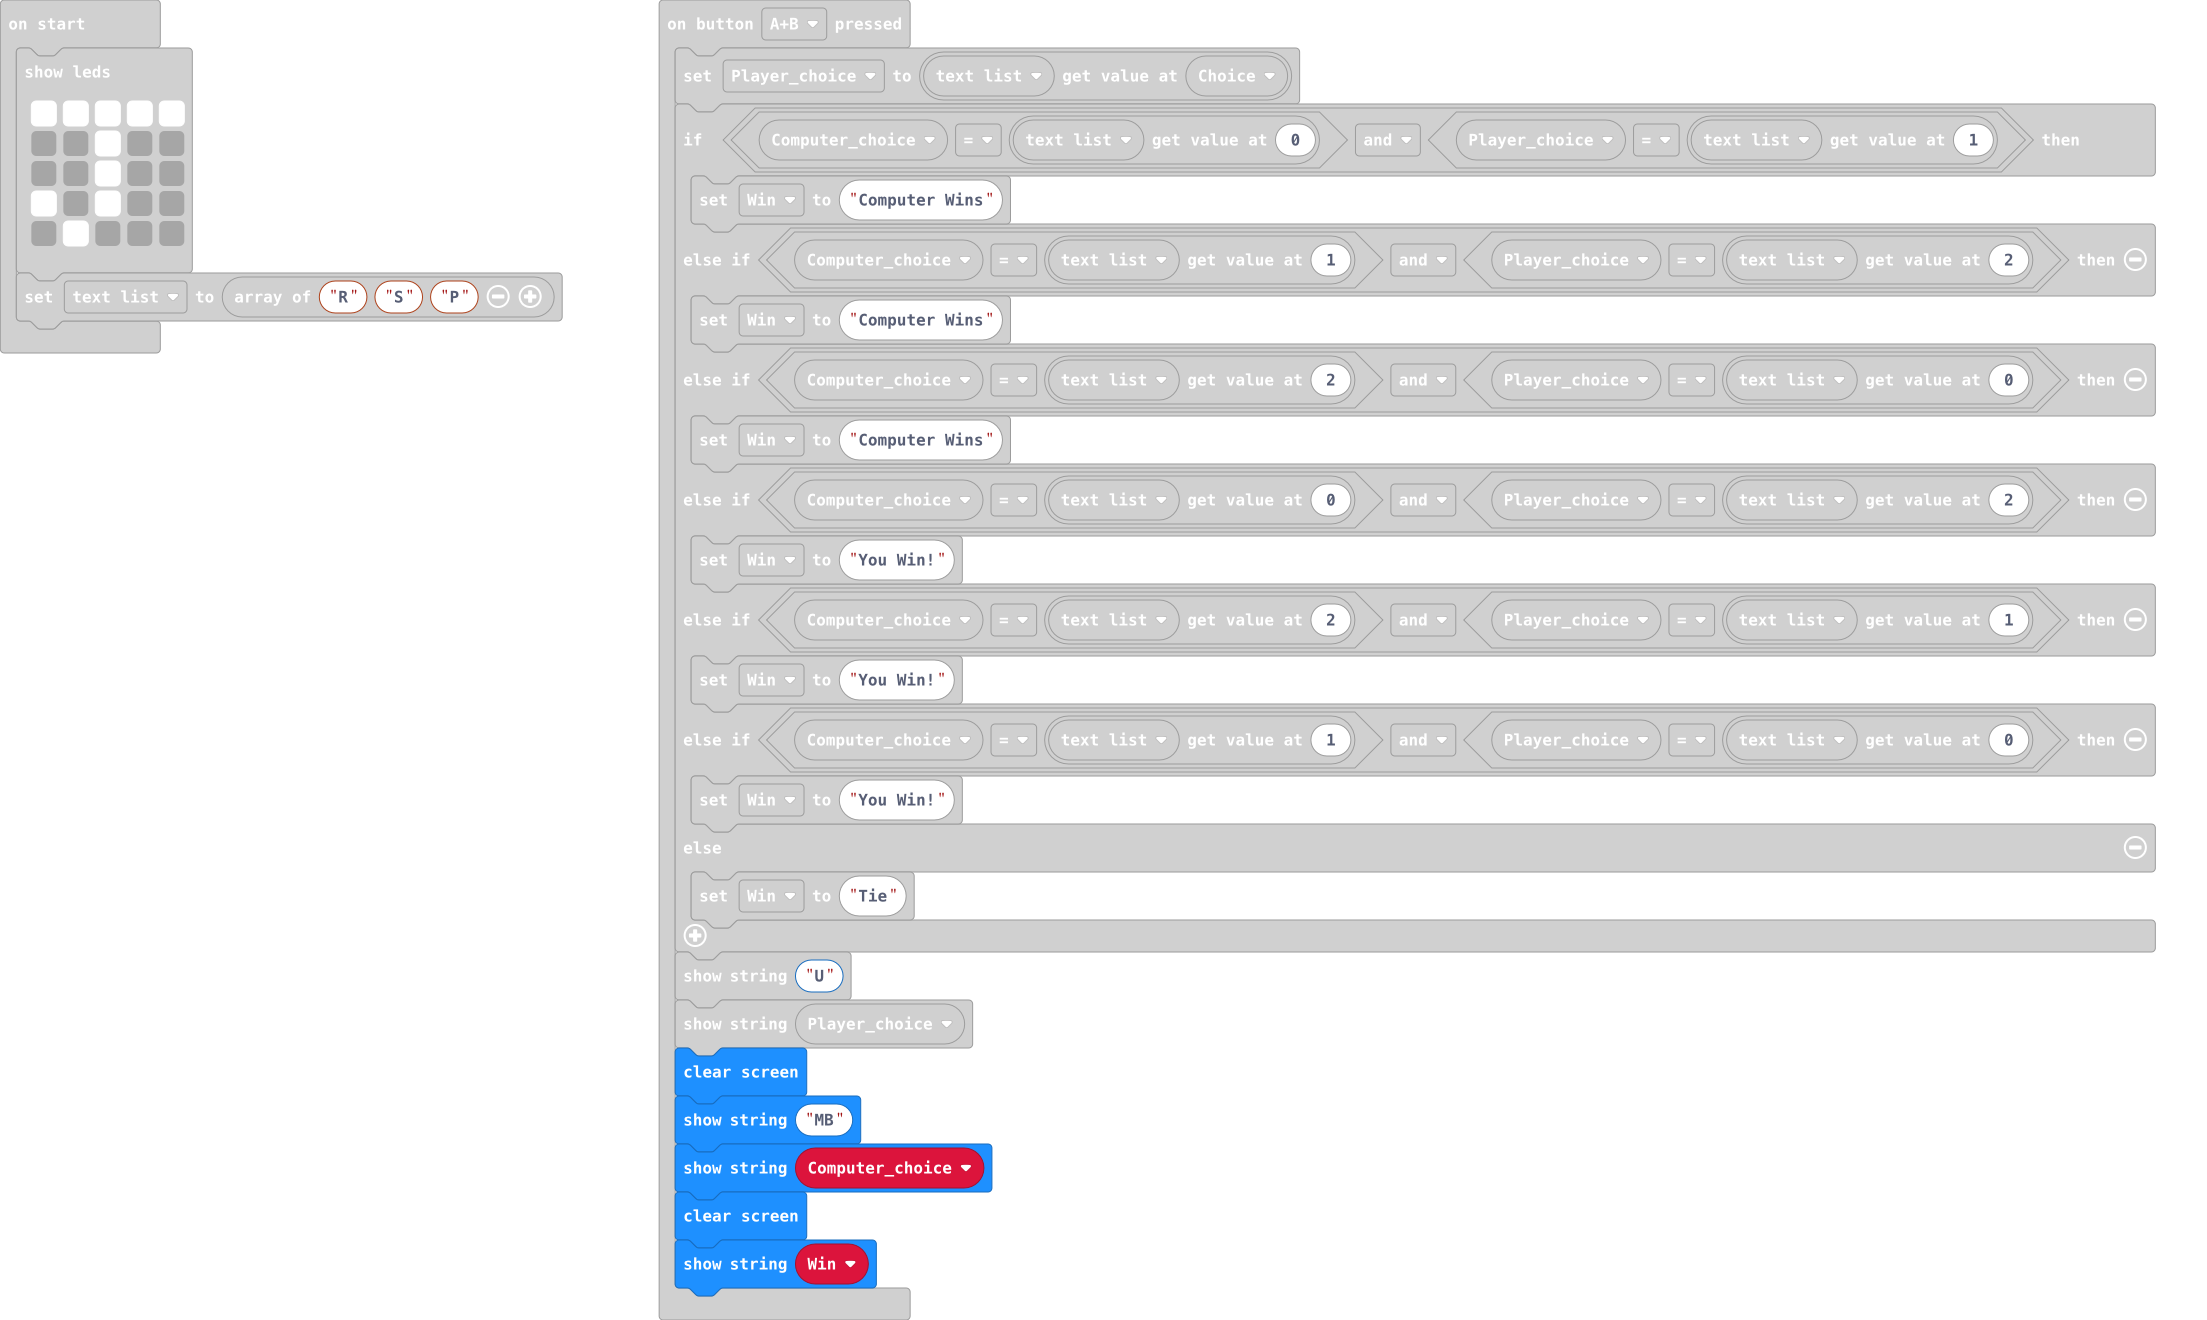 on start
show leds
set text list to array of "R" "S" "P"
on button A+B pressed
set Player_choice to text list get value at Choice
if Computer_choice = text list get value at 0 and Player_choice = text list get value at 1 then
set Win to "Computer Wins"
else if Computer_choice = text list get value at 1 and Player_choice = text list get value at 2 then
set Win to "Computer Wins"
else if Computer_choice = text list get value at 2 and Player_choice = text list get value at 0 then
set Win to "Computer Wins"
else if Computer_choice = text list get value at 0 and Player_choice = text list get value at 2 then
set Win to "You Win!"
else if Computer_choice = text list get value at 2 and Player_choice = text list get value at 1 then
set Win to "You Win!"
else if Computer_choice = text list get value at 1 and Player_choice = text list get value at 0 then
set Win to "You Win!"
else
set Win to "Tie"
show string "U"
show string Player_choice
clear screen
show string "MB"
show string Computer_choice
clear screen
show string Win